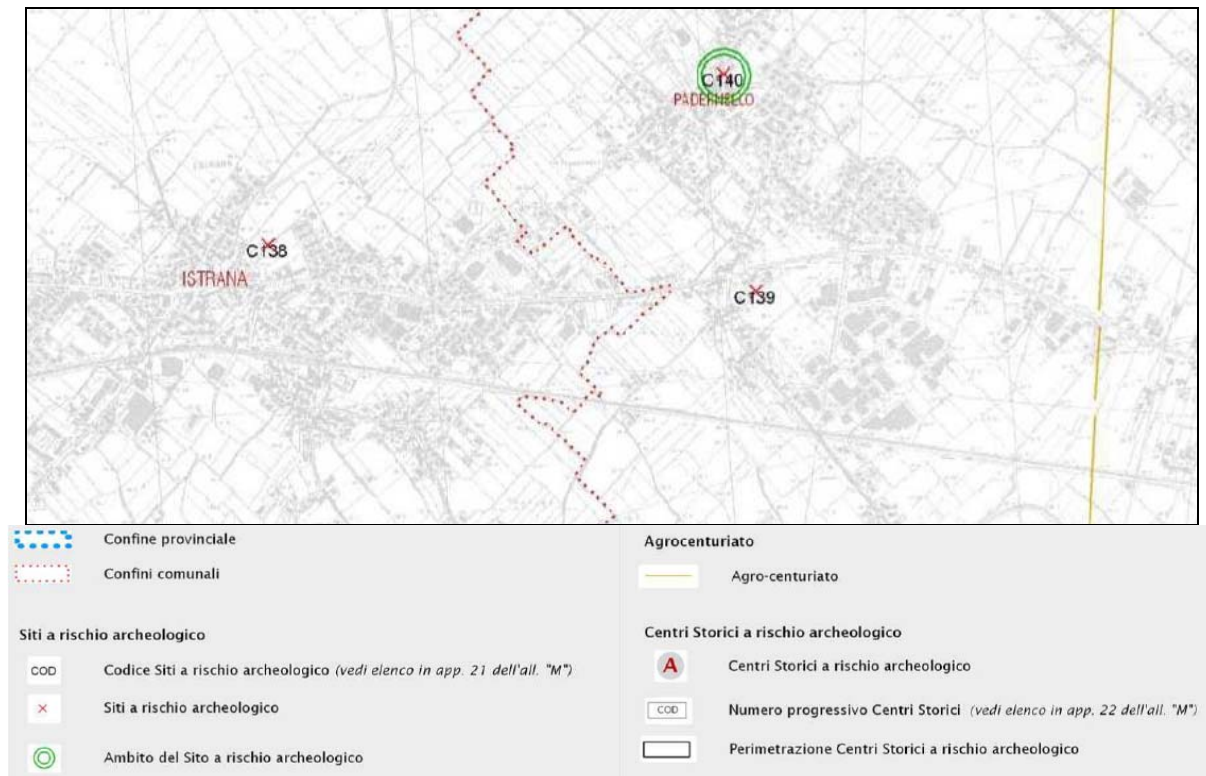 C140
PADERNELLO
C138
ISTRANA
C139
Confine provinciale
Confini comunali
Siti a rischio archeologico
COD Codice Siti a rischio archeologico (vedi elenco in app. 21 dell'all. "M")
Siti a rischio archeologico
Ambito del Sito a rischio archeologico
Agrocenturiato
Agro-centuriato
Centri Storici a rischio archeologico
A Centri Storici a rischio archeologico
COD Numero progressivo Centri Storici (vedi elenco in app. 22 dell'all. "M")
Perimetrazione Centri Storici a rischio archeologico